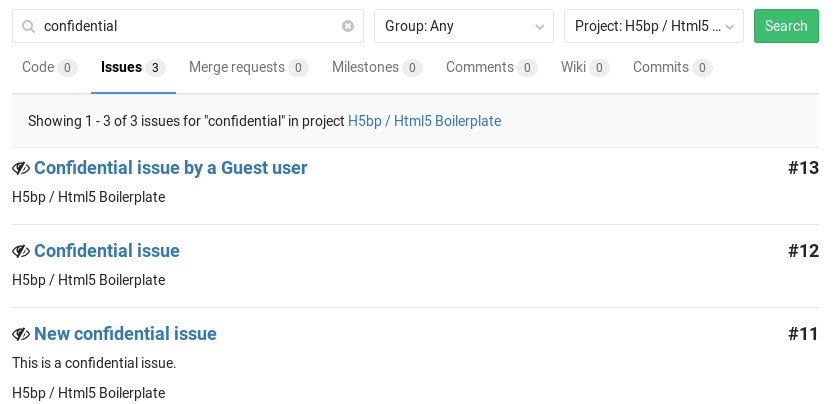 confidential Group: Any Project: H5bp / Html5 ... Search
Code 0 Issues 3 Merge requests 0 Milestones 0 Comments 0 Wiki 0 Commits 0
Showing 1 - 3 of 3 issues for "confidential" in project H5bp / Html5 Boilerplate
Confidential issue by a Guest user #13
H5bp / Html5 Boilerplate
Confidential issue #12
H5bp / Html5 Boilerplate
New confidential issue #11
This is a confidential issue.
H5bp / Html5 Boilerplate